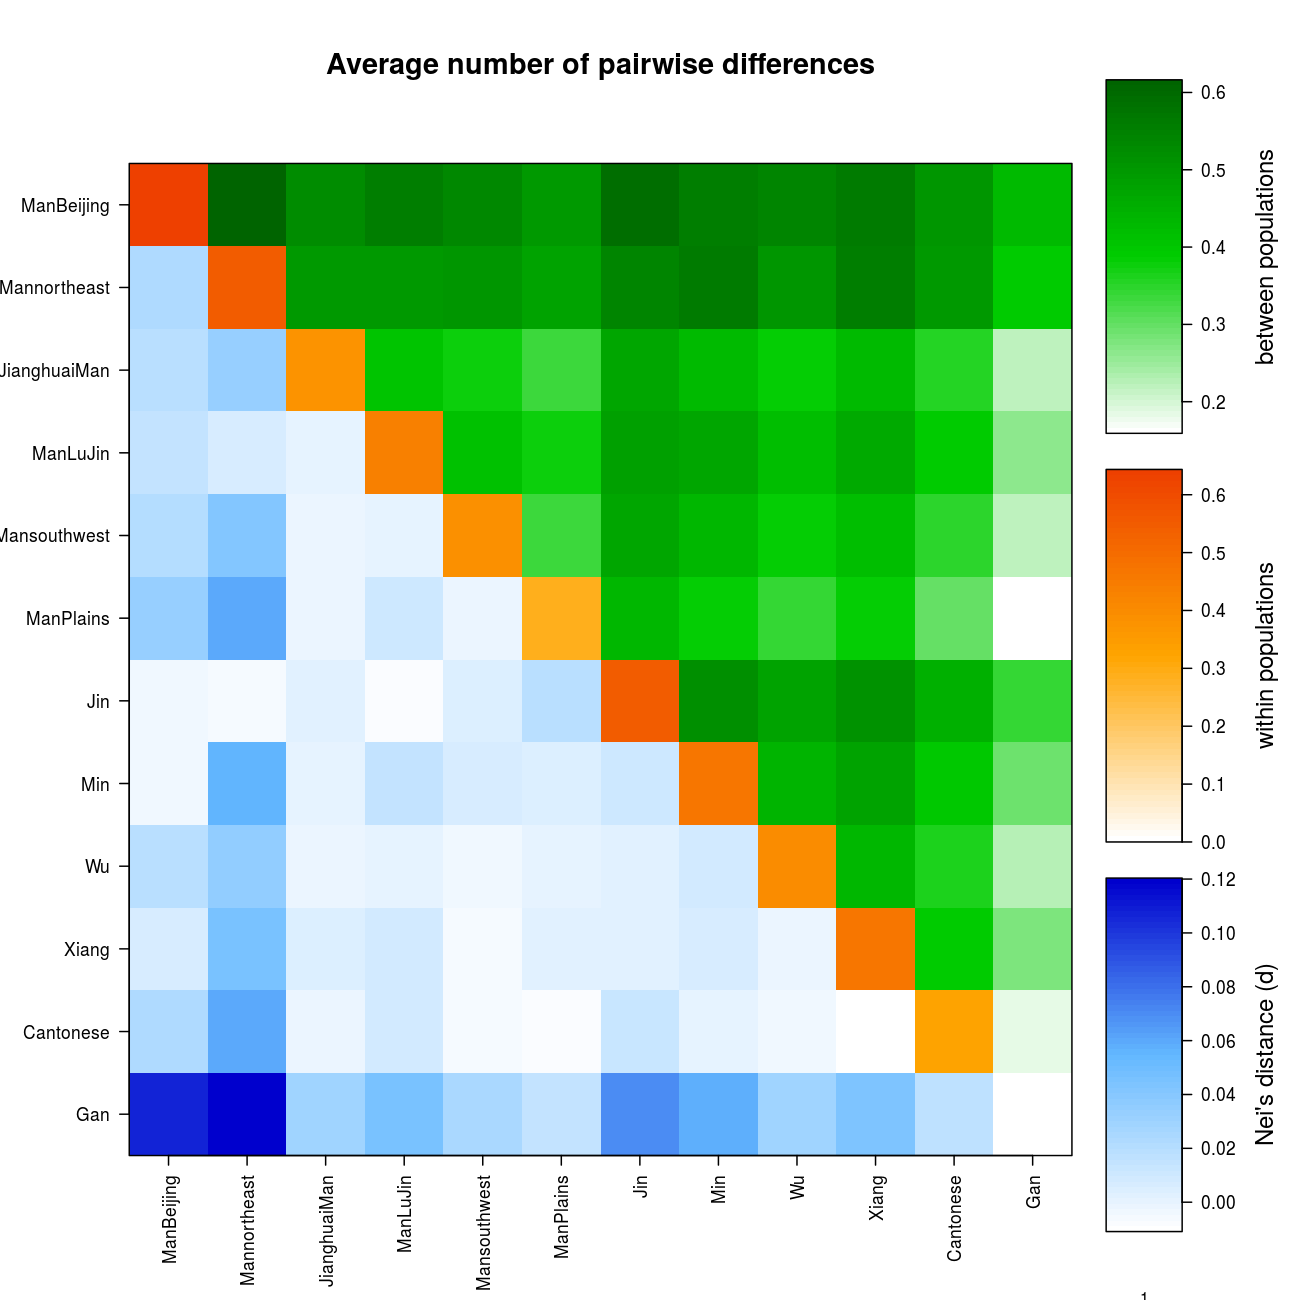 Average number of pairwise differences
ManBeijing
Mannortheast
JianghuaiMan
ManLuJin
Mansouthwest
ManPlains
Jin
Min
Wu
Xiang
Cantonese
Gan
ManBeijing
Mannortheast
JianghuaiMan
ManLuJin
Mansouthwest
ManPlains
Jin
Min
Wu
Xiang
Cantonese
Gan
0.6
0.5
0.4
0.3
0.2
between populations
0.6
0.5
0.4
0.3
0.2
0.1
0.0
within populations
0.12
0.10
0.08
0.06
0.04
0.02
0.00
Nei's distance (d)
1